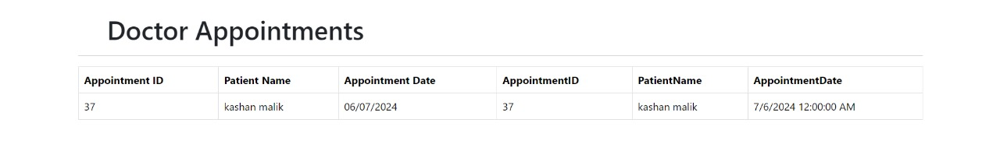 Doctor Appointments
Appointment ID Patient Name Appointment Date AppointmentID PatientName AppointmentDate
37 kashan malik 06/07/2024 37 kashan malik 7/6/2024 12:00:00 AM